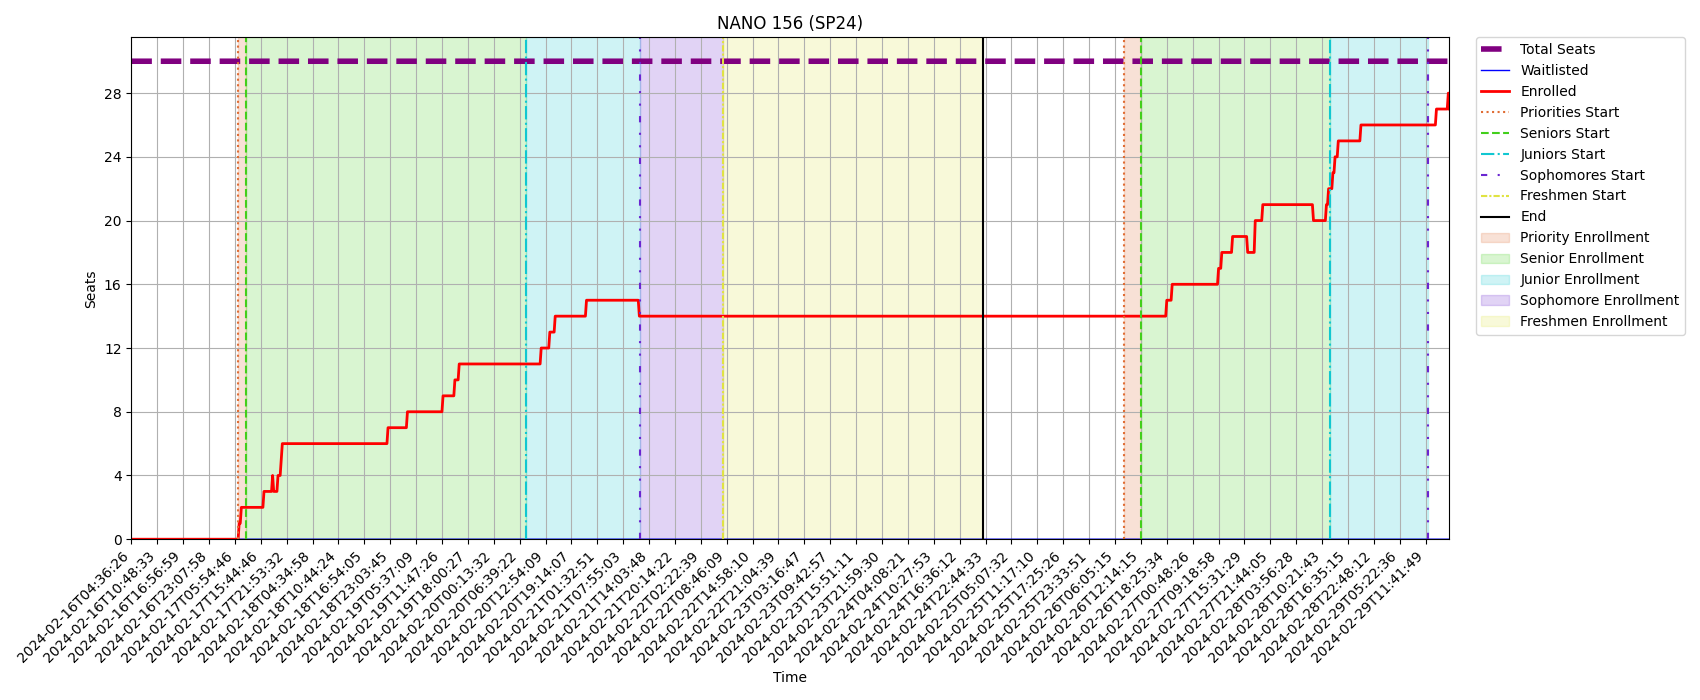 NANO 156 (SP24)
Seats
28
24
20
16
12
8
4
0
2024-02-16T04:36:26
2024-02-16T10:48:33
2024-02-16T16:56:59
2024-02-16T23:07:58
2024-02-17T05:54:46
2024-02-17T15:44:46
2024-02-17T21:53:32
2024-02-18T04:34:58
2024-02-18T10:44:24
2024-02-18T16:54:05
2024-02-18T23:03:45
2024-02-19T05:37:09
2024-02-19T11:47:26
2024-02-19T18:00:27
2024-02-20T00:13:32
2024-02-20T06:39:22
2024-02-20T12:54:09
2024-02-20T19:14:07
2024-02-21T01:32:51
2024-02-21T07:55:03
2024-02-21T14:03:48
2024-02-21T20:14:22
2024-02-22T02:22:39
2024-02-22T08:46:09
2024-02-22T14:58:10
2024-02-22T21:04:39
2024-02-23T03:16:47
2024-02-23T09:42:57
2024-02-23T15:51:11
2024-02-23T21:59:30
2024-02-24T04:08:21
2024-02-24T10:27:53
2024-02-24T16:36:12
2024-02-24T22:44:33
2024-02-25T05:07:32
2024-02-25T11:17:10
2024-02-25T17:25:26
2024-02-25T23:33:51
2024-02-26T06:05:15
2024-02-26T12:14:15
2024-02-26T18:25:34
2024-02-27T00:48:26
2024-02-27T09:18:58
2024-02-27T15:31:29
2024-02-27T21:44:05
2024-02-28T03:56:28
2024-02-28T10:21:43
2024-02-28T16:35:15
2024-02-28T22:48:12
2024-02-29T05:22:36
2024-02-29T11:41:49
Time
Total Seats
Waitlisted
Enrolled
Priorities Start
Seniors Start
Juniors Start
Sophomores Start
Freshmen Start
End
Priority Enrollment
Senior Enrollment
Junior Enrollment
Sophomore Enrollment
Freshmen Enrollment